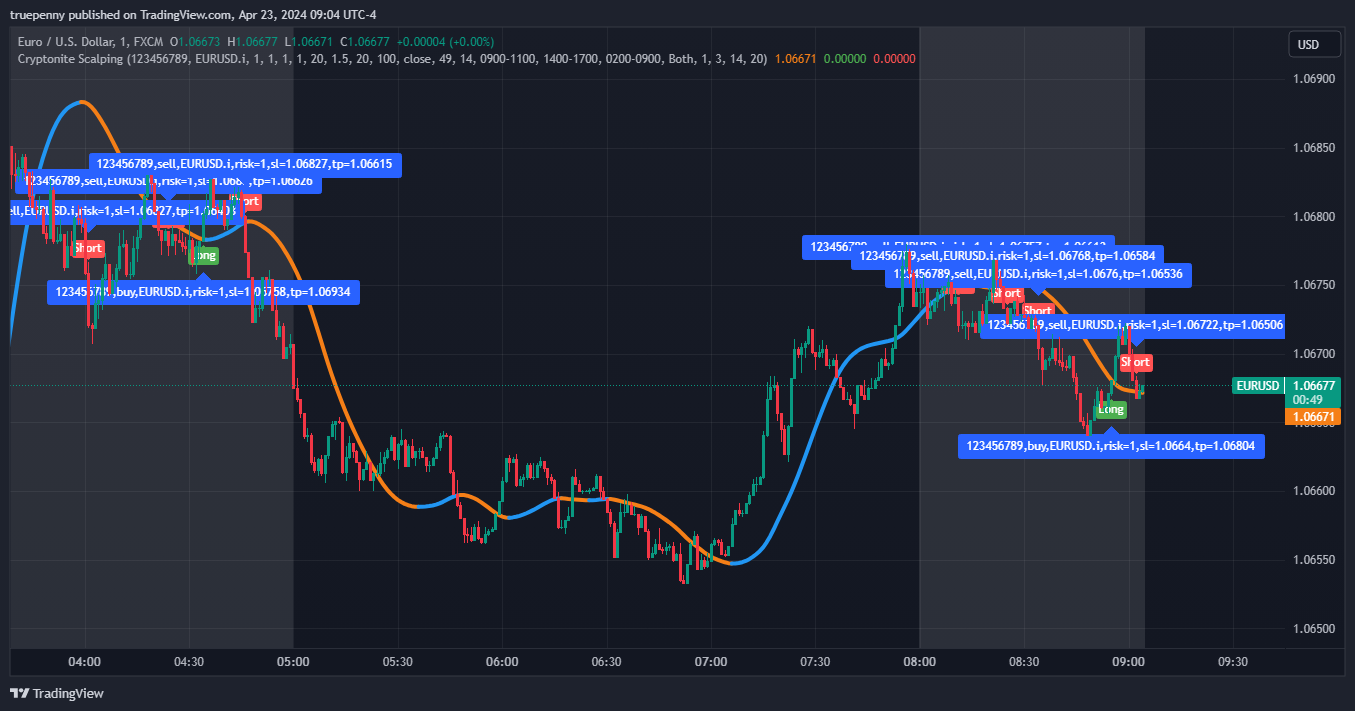 truepenny published on TradingView.com, Apr 23, 2024 09:04 UTC-4
Euro / U.S. Dollar, 1, FXCM O1.06673 H1.06677 L1.06671 C1.06677 +0.00004 (+0.00%)
Cryptonite Scalping (123456789, EURUSD.i, 1, 1, 1, 1, 20, 1.5, 20, 100, close, 49, 14, 0900-1100, 1400-1700, 0200-0900, Both, 1, 3, 14, 20) 1.06671 0.00000 0.00000
USD
1.06900
1.06850
123456789,sell,EURUSD.i,risk=1,sl=1.06827,tp=1.06615
123456789,sell,EURUSD.i,risk=1,tp=1.06626
Short
sell,EURUSD.i,risk=1,sl=1.06827,tp=1.06403
1.06800
Short
Long
123456789,buy,EURUSD.i,risk=1,sl=1.06758,tp=1.06934
123456789,sell,EURUSD.i,risk=1,sl=1.06757,tp=1.06613
123456789,sell,EURUSD.i,risk=1,sl=1.06768,tp=1.06584
123456789,sell,EURUSD.i,risk=1,sl=1.0676,tp=1.06536
1.06750
Short
Short
123456789,sell,EURUSD.i,risk=1,sl=1.06722,tp=1.06506
1.06700
Short
EURUSD 1.06677
00:49
1.06671
Long
123456789,buy,EURUSD.i,risk=1,sl=1.0664,tp=1.06804
1.06600
1.06550
1.06500
04:00 04:30 05:00 05:30 06:00 06:30 07:00 07:30 08:00 08:30 09:00 09:30
TradingView